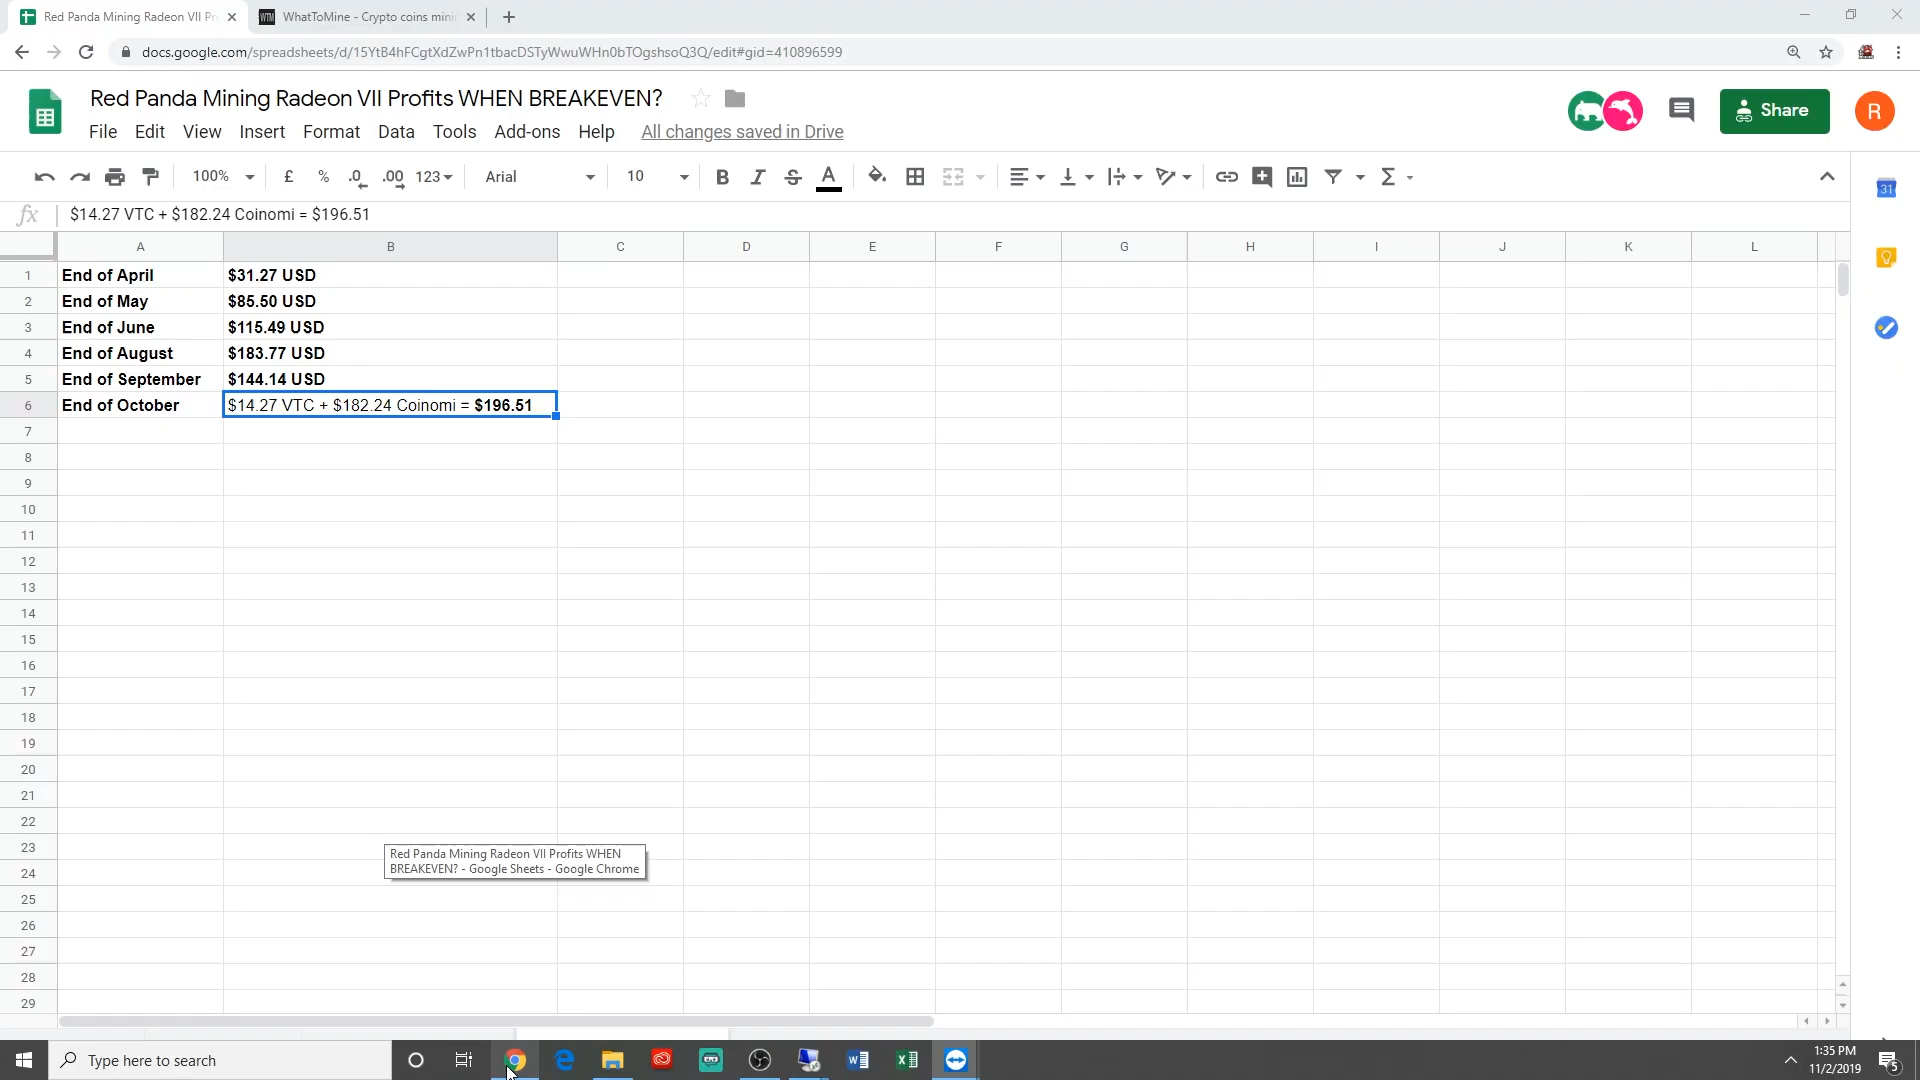 Red Panda Mining Radeon VII Pr
WhatToMine - Crypto coins mini
docs.google.com/spreadsheets/d/15YtB4hFCgtXdZwPn1tbacDSTyWwuWHn0bTOgshsoQ3Q/edit#gid=410896599
Red Panda Mining Radeon VII Profits WHEN BREAKEVEN?
File Edit View Insert Format Data Tools Add-ons Help All changes saved in Drive
Share
R
100% £ % .0 .00 123 Arial 10 B I S A Σ
31
fx $14.27 VTC + $182.24 Coinomi = $196.51
A B C D E F G H I J K L
1 End of April $31.27 USD
2 End of May $85.50 USD
3 End of June $115.49 USD
4 End of August $183.77 USD
5 End of September $144.14 USD
6 End of October $14.27 VTC + $182.24 Coinomi = $196.51
7
8
9
10
11
12
13
14
15
16
17
18
19
20
21
22
23
24
25
26
27
28
29
Red Panda Mining Radeon VII Profits WHEN
BREAKEVEN? - Google Sheets - Google Chrome
Type here to search
1:35 PM
11/2/2019
5